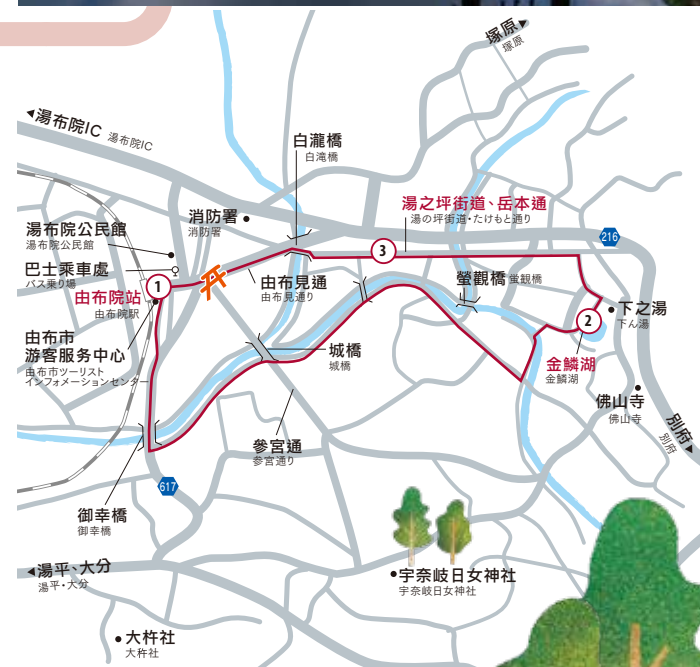 塚原▶
塚原
◀湯布院IC 湯布院IC
白瀧橋
白滝橋
消防署
消防署
湯之坪街道、岳本通
湯の坪街道・たけもと通り
216
湯布院公民館
湯布院公民館
巴士乘車處
バス乗り場
3
1
由布見通
由布見通り
螢觀橋 蛍観橋
由布院站
由布院駅
下之湯
下ん湯
2
由布市
游客服务中心
由布市ツーリスト
インフォメーションセンター
城橋
城橋
金鱗湖
金鱗湖
佛山寺
佛山寺
別府▶
別府
參宮通
参宮通り
617
御幸橋
御幸橋
◀湯平、大分
湯平・大分
宇奈岐日女神社
宇奈岐日女神社
大杵社
大杵社